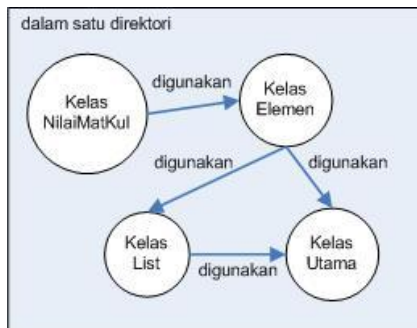 dalam satu direktori
Kelas
NilaiMatKul
digunakan
Kelas
Elemen
digunakan
digunakan
Kelas
List
digunakan
Kelas
Utama